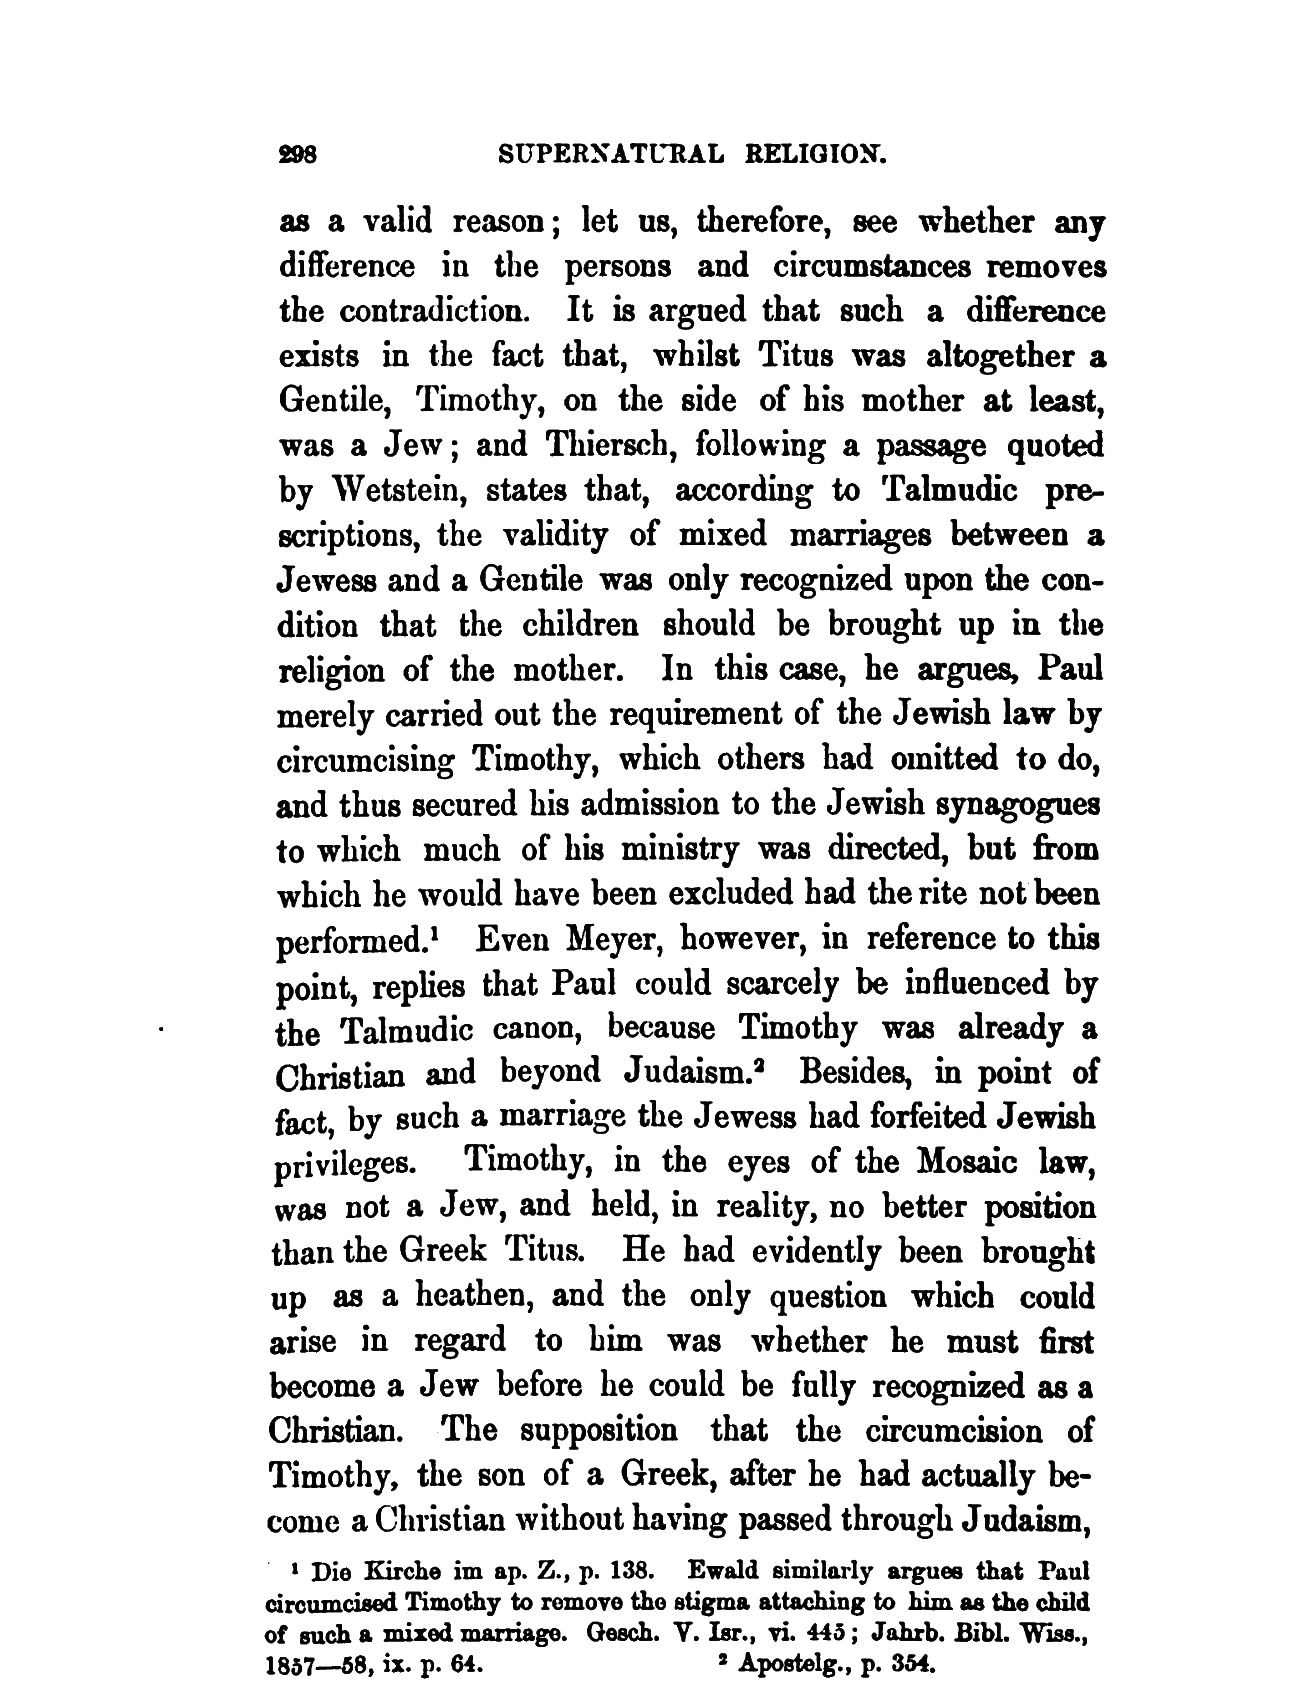 298 SUPERNATURAL RELIGION.
as a valid reason; let us, therefore, see whether any
difference in the persons and circumstances removes
the contradiction. It is argued that such a difference
exists in the fact that, whilst Titus was altogether a
Gentile, Timothy, on the side of his mother at least,
was a Jew; and Thiersch, following a passage quoted
by Wetstein, states that, according to Talmudic pre-
scriptions, the validity of mixed marriages between a
Jewess and a Gentile was only recognized upon the con-
dition that the children should be brought up in the
religion of the mother. In this case, he argues, Paul
merely carried out the requirement of the Jewish law by
circumcising Timothy, which others had omitted to do,
and thus secured his admission to the Jewish synagogues
to which much of his ministry was directed, but from
which he would have been excluded had the rite not been
performed.¹ Even Meyer, however, in reference to this
point, replies that Paul could scarcely be influenced by
the Talmudic canon, because Timothy was already a
Christian and beyond Judaism.² Besides, in point of
fact, by such a marriage the Jewess had forfeited Jewish
privileges. Timothy, in the eyes of the Mosaic law,
was not a Jew, and held, in reality, no better position
than the Greek Titus. He had evidently been brought
up as a heathen, and the only question which could
arise in regard to him was whether he must first
become a Jew before he could be fully recognized as a
Christian. The supposition that the circumcision of
Timothy, the son of a Greek, after he had actually be-
come a Christian without having passed through Judaism,
¹ Die Kirche im ap. Z., p. 138. Ewald similarly argues that Paul
circumcised Timothy to remove the stigma attaching to him as the child
of such a mixed marriage. Gesch. V. Isr., vi. 445; Jahrb. Bibl. Wiss.,
1857—58, ix. p. 64. ² Apostelg., p. 354.